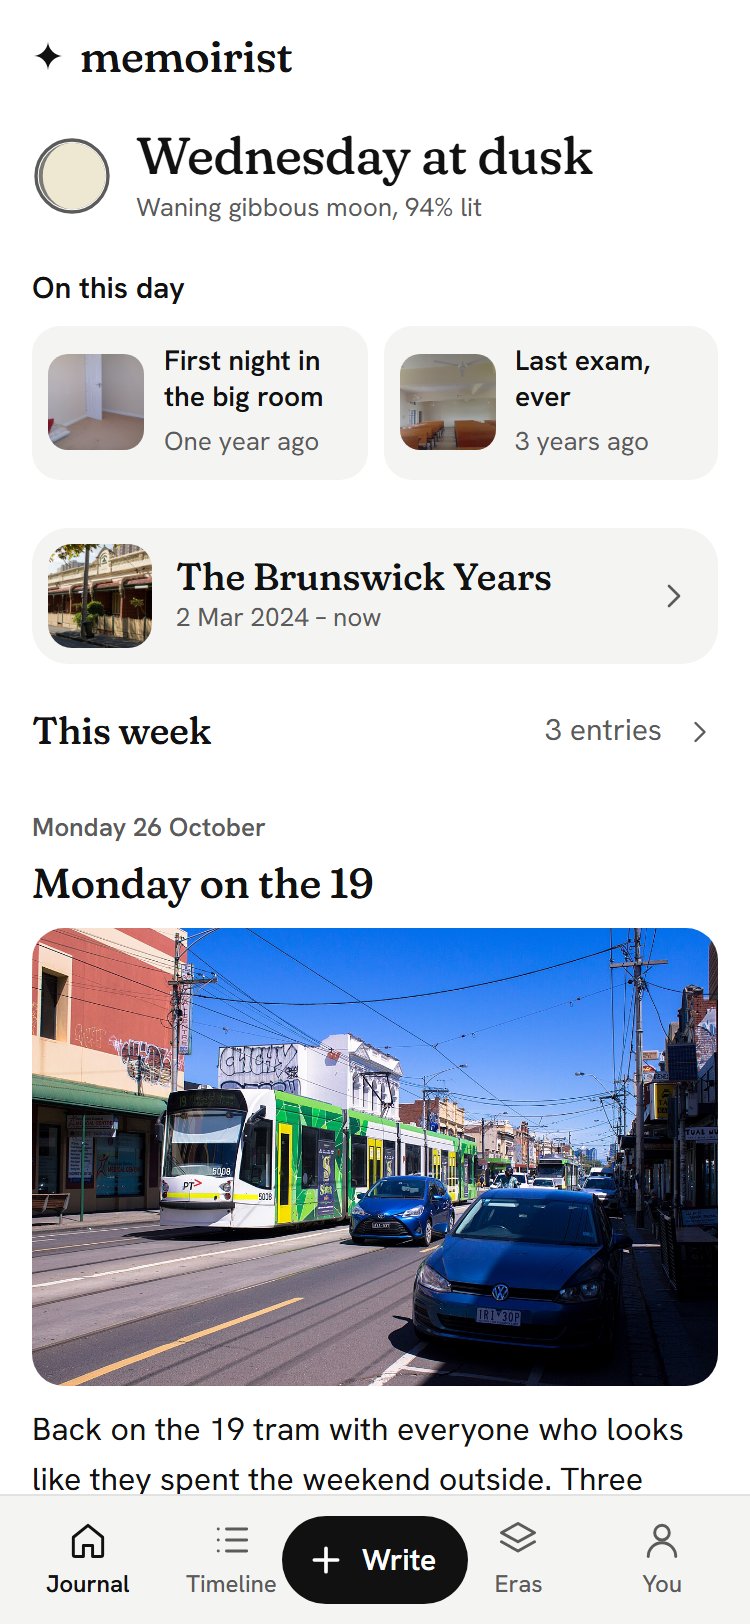 memoirist
Wednesday at dusk
Waning gibbous moon, 94% lit
On this day
First night in
the big room
One year ago
Last exam,
ever
3 years ago
The Brunswick Years
2 Mar 2024 – now
This week
3 entries
Monday 26 October
Monday on the 19
5008
PT>
5008
1RI 3OP
Back on the 19 tram with everyone who looks
like they spent the weekend outside. Three
Journal
Timeline
Write
Eras
You